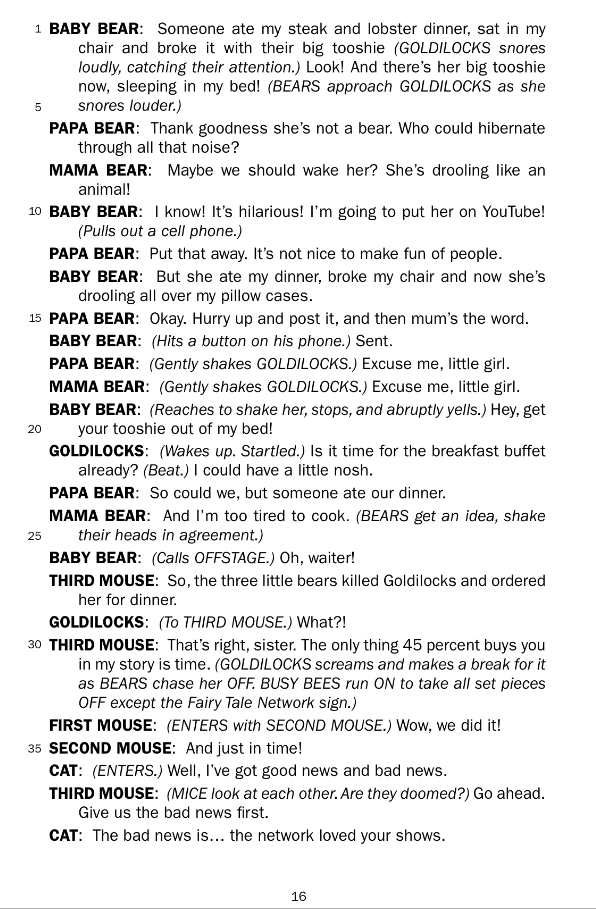 1 BABY BEAR: Someone ate my steak and lobster dinner, sat in my
chair and broke it with their big tooshie (GOLDILOCKS snores
loudly, catching their attention.) Look! And there's her big tooshie
now, sleeping in my bed! (BEARS approach GOLDILOCKS as she
5 snores louder.)
PAPA BEAR: Thank goodness she's not a bear. Who could hibernate
through all that noise?
MAMA BEAR: Maybe we should wake her? She's drooling like an
animal!
10 BABY BEAR: I know! It's hilarious! I'm going to put her on YouTube!
(Pulls out a cell phone.)
PAPA BEAR: Put that away. It's not nice to make fun of people.
BABY BEAR: But she ate my dinner, broke my chair and now she's
drooling all over my pillow cases.
15 PAPA BEAR: Okay. Hurry up and post it, and then mum's the word.
BABY BEAR: (Hits a button on his phone.) Sent.
PAPA BEAR: (Gently shakes GOLDILOCKS.) Excuse me, little girl.
MAMA BEAR: (Gently shakes GOLDILOCKS.) Excuse me, little girl.
BABY BEAR: (Reaches to shake her, stops, and abruptly yells.) Hey, get
20 your tooshie out of my bed!
GOLDILOCKS: (Wakes up. Startled.) Is it time for the breakfast buffet
already? (Beat.) I could have a little nosh.
PAPA BEAR: So could we, but someone ate our dinner.
MAMA BEAR: And I'm too tired to cook. (BEARS get an idea, shake
25 their heads in agreement.)
BABY BEAR: (Calls OFFSTAGE.) Oh, waiter!
THIRD MOUSE: So, the three little bears killed Goldilocks and ordered
her for dinner.
GOLDILOCKS: (To THIRD MOUSE.) What?!
30 THIRD MOUSE: That's right, sister. The only thing 45 percent buys you
in my story is time. (GOLDILOCKS screams and makes a break for it
as BEARS chase her OFF. BUSY BEES run ON to take all set pieces
OFF except the Fairy Tale Network sign.)
FIRST MOUSE: (ENTERS with SECOND MOUSE.) Wow, we did it!
35 SECOND MOUSE: And just in time!
CAT: (ENTERS.) Well, I've got good news and bad news.
THIRD MOUSE: (MICE look at each other. Are they doomed?) Go ahead.
Give us the bad news first.
CAT: The bad news is... the network loved your shows.
16